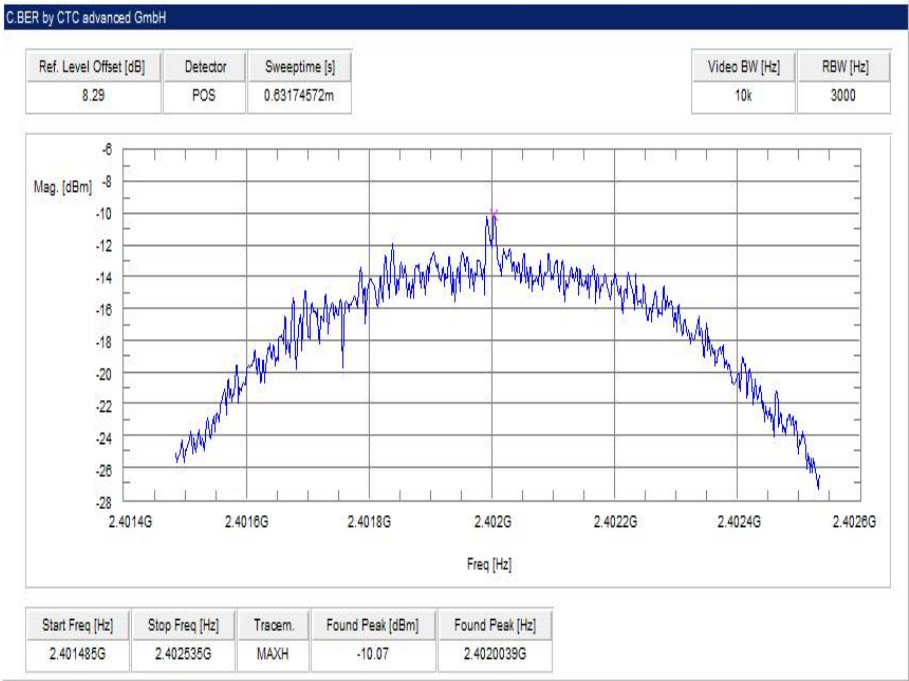 C.BER by CTC advanced GmbH
Ref. Level Offset [dB] Detector Sweeptime [s] Video BW [Hz] RBW [Hz]
8.29 POS 0.63174572m 10k 3000
Mag. [dBm]
-6
-8
-10
-12
-14
-16
-18
-20
-22
-24
-26
-28
2.4014G 2.4016G 2.4018G 2.402G 2.4022G 2.4024G 2.4026G
Freq [Hz]
Start Freq [Hz] Stop Freq [Hz] Tracem. Found Peak [dBm] Found Peak [Hz]
2.401485G 2.402535G MAXH -10.07 2.4020039G